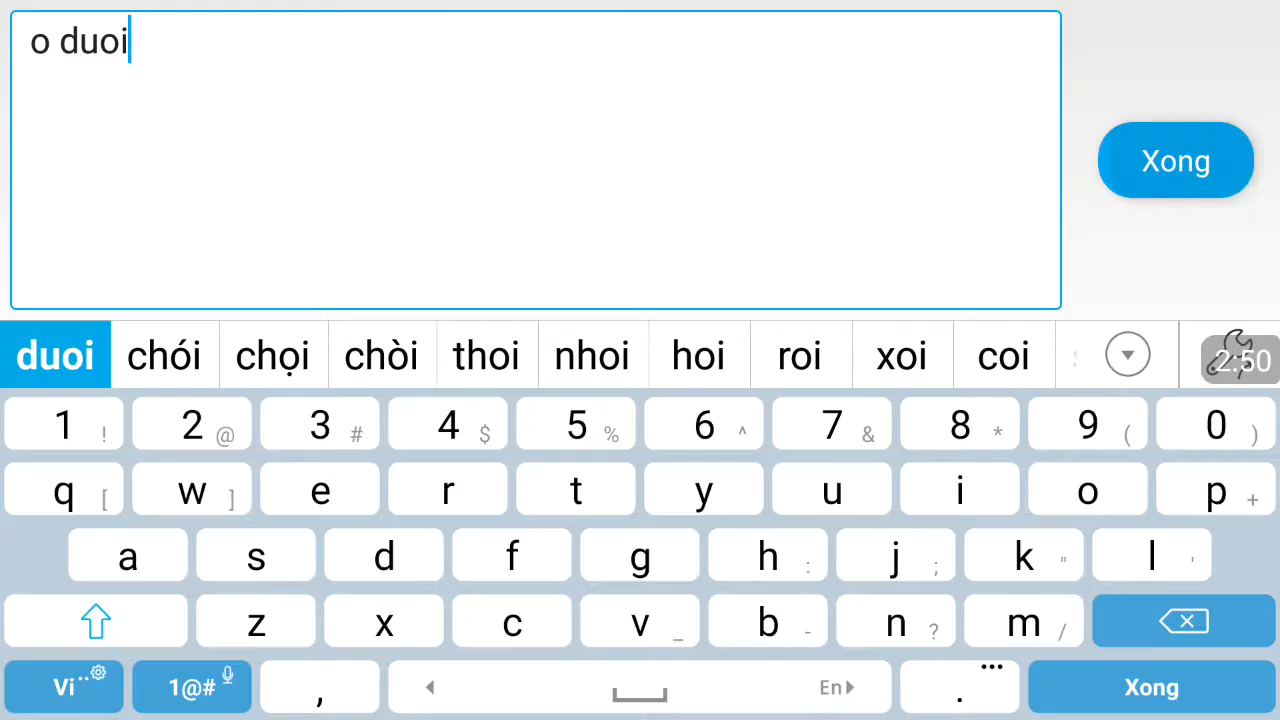 o duoi
Xong
duoi chói chọi chòi thoi nhoi hoi roi xoi coi
2:50
1 ! 2 @ 3 # 4 $ 5 % 6 ^ 7 & 8 * 9 ( 0 )
q [ w ] e r t y u i o p +
a s d f g h : j ; k " l '
z x c v _ b - n ? m /
Vi 1@# , En . ... Xong